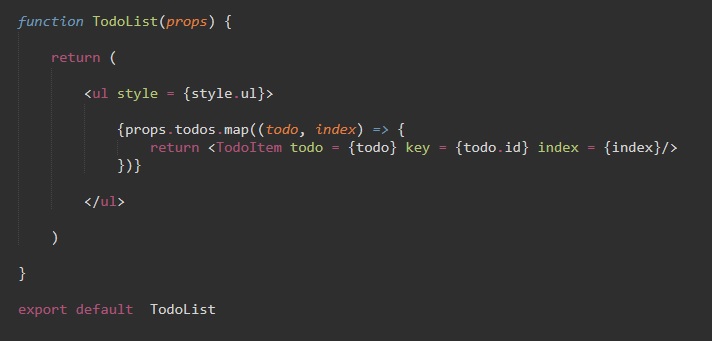 function TodoList(props) {
return (
<ul style = {style.ul}>
{props.todos.map((todo, index) => {
return <TodoItem todo = {todo} key = {todo.id} index = {index}/>
})}
</ul>
)
}
export default  TodoList